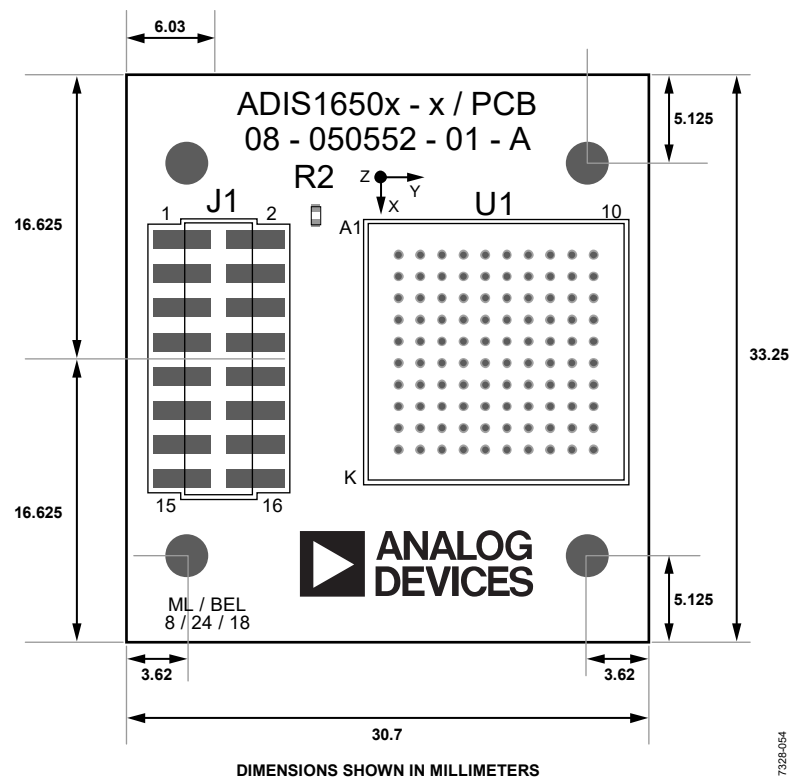 6.03
ADIS1650x - x / PCB
08 - 050552 - 01 - A
5.125
R2
Z
Y
X
J1
U1
1
2
A1
10
16.625
33.25
K
15
16
16.625
ANALOG
DEVICES
5.125
ML / BEL
8 / 24 / 18
3.62
3.62
30.7
DIMENSIONS SHOWN IN MILLIMETERS
7328-054